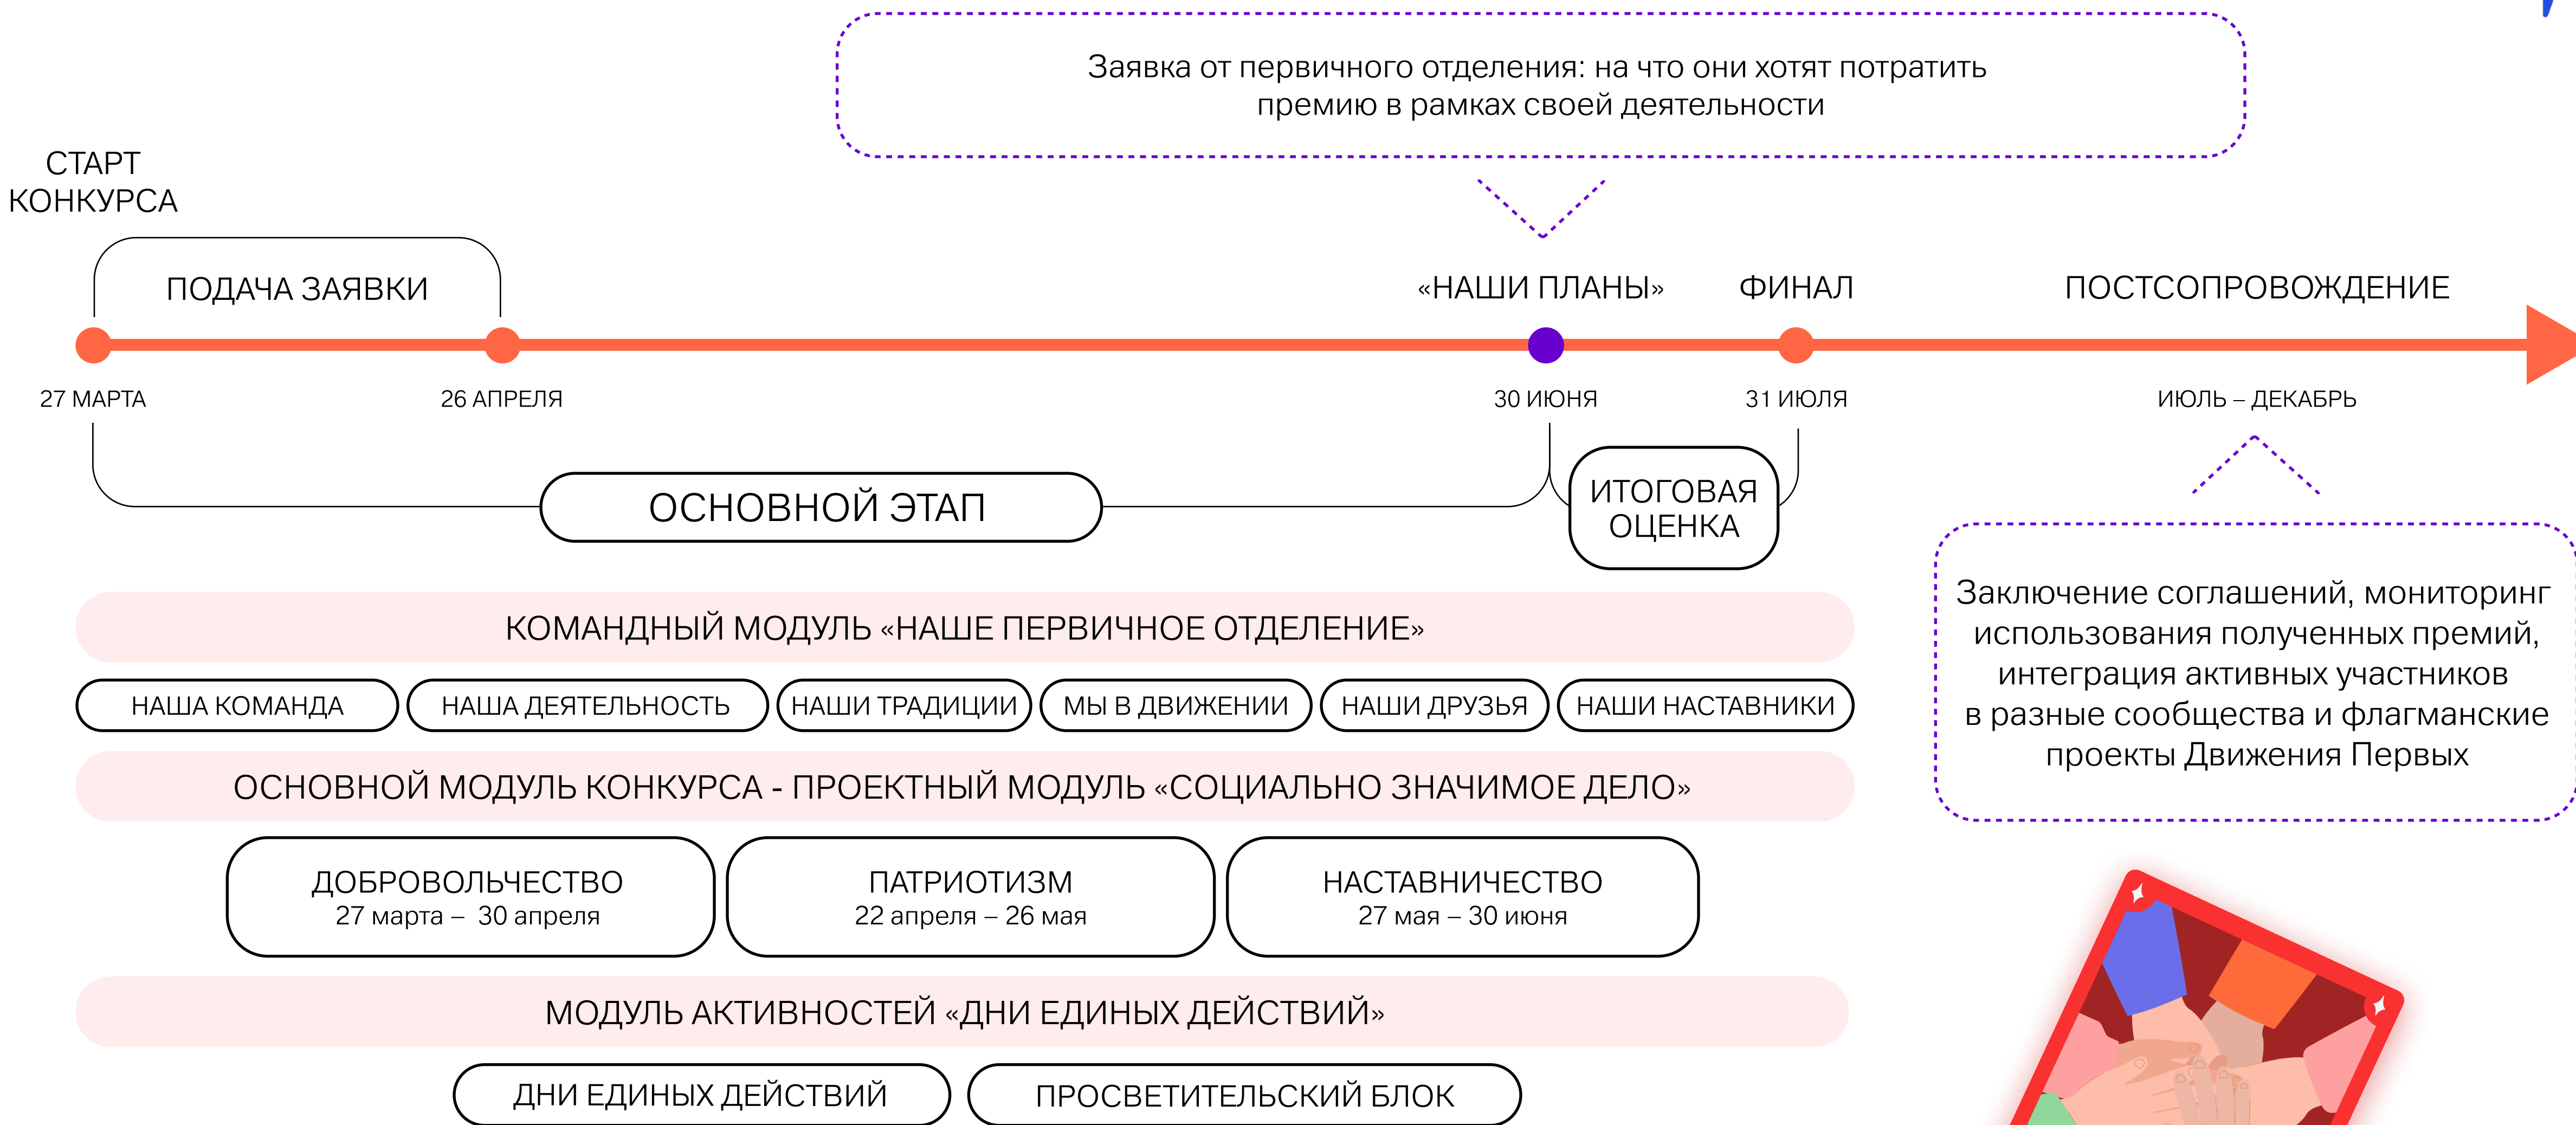 Заявка от первичного отделения: на что они хотят потратить
премию в рамках своей деятельности
СТАРТ
КОНКУРСА
ПОДАЧА ЗАЯВКИ
«НАШИ ПЛАНЫ»
ФИНАЛ
ПОСТСОПРОВОЖДЕНИЕ
27 МАРТА
26 АПРЕЛЯ
30 ИЮНЯ
31 ИЮЛЯ
ИЮЛЬ – ДЕКАБРЬ
ОСНОВНОЙ ЭТАП
ИТОГОВАЯ
ОЦЕНКА
Заключение соглашений, мониторинг
использования полученных премий,
интеграция активных участников
в разные сообщества и флагманские
проекты Движения Первых
КОМАНДНЫЙ МОДУЛЬ «НАШЕ ПЕРВИЧНОЕ ОТДЕЛЕНИЕ»
НАША КОМАНДА
НАША ДЕЯТЕЛЬНОСТЬ
НАШИ ТРАДИЦИИ
МЫ В ДВИЖЕНИИ
НАШИ ДРУЗЬЯ
НАШИ НАСТАВНИКИ
ОСНОВНОЙ МОДУЛЬ КОНКУРСА - ПРОЕКТНЫЙ МОДУЛЬ «СОЦИАЛЬНО ЗНАЧИМОЕ ДЕЛО»
ДОБРОВОЛЬЧЕСТВО
27 марта – 30 апреля
ПАТРИОТИЗМ
22 апреля – 26 мая
НАСТАВНИЧЕСТВО
27 мая – 30 июня
МОДУЛЬ АКТИВНОСТЕЙ «ДНИ ЕДИНЫХ ДЕЙСТВИЙ»
ДНИ ЕДИНЫХ ДЕЙСТВИЙ
ПРОСВЕТИТЕЛЬСКИЙ БЛОК